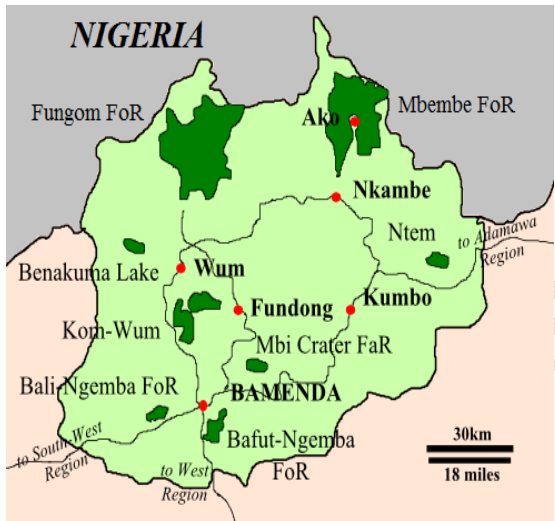 NIGERIA
Fungom FoR
Mbembe FoR
Ako
Nkambe
Ntem
to Adamawa
Region
Benakuma Lake
Wum
Fundong
Kumbo
Kom-Wum
Mbi Crater FaR
Bali-Ngemba FoR
BAMENDA
to South-West
Region
to West
Region
Bafut-Ngemba
FoR
30km
18 miles